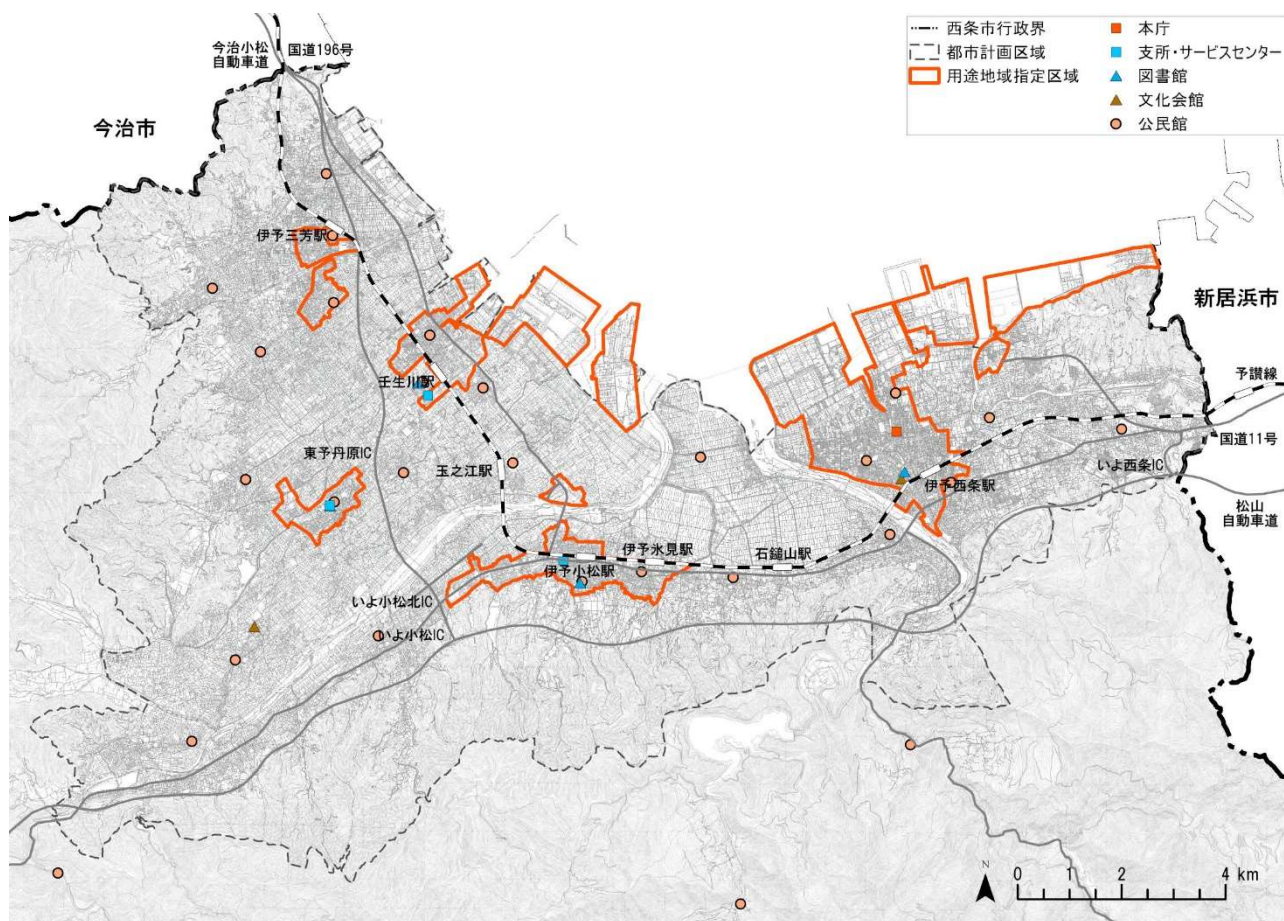 西条市行政界
都市計画区域
用途地域指定区域
本庁
支所・サービスセンター
図書館
文化会館
公民館
今治小松
自動車道
国道196号
今治市
伊予三芳駅
新居浜市
壬生川駅
予讃線
国道11号
東予丹原IC
玉之江駅
伊予西条駅
いよ西条IC
松山
自動車道
伊予氷見駅
石鎚山駅
伊予小松駅
いよ小松北IC
いよ小松IC
N
0 1 2 4 km